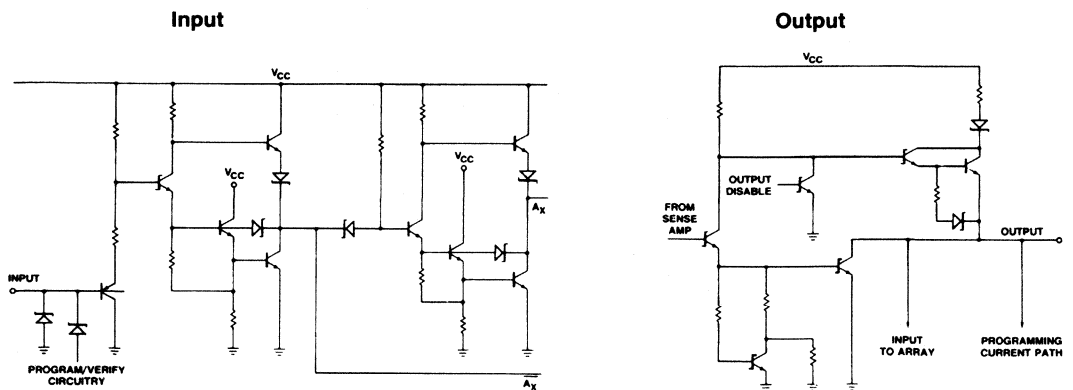 Input
Output
VCC
VCC
VCC
AX
INPUT
PROGRAM/VERIFY
CIRCUITRY
A̅X̅
VCC
OUTPUT
DISABLE
FROM
SENSE
AMP
OUTPUT
INPUT
TO ARRAY
PROGRAMMING
CURRENT PATH